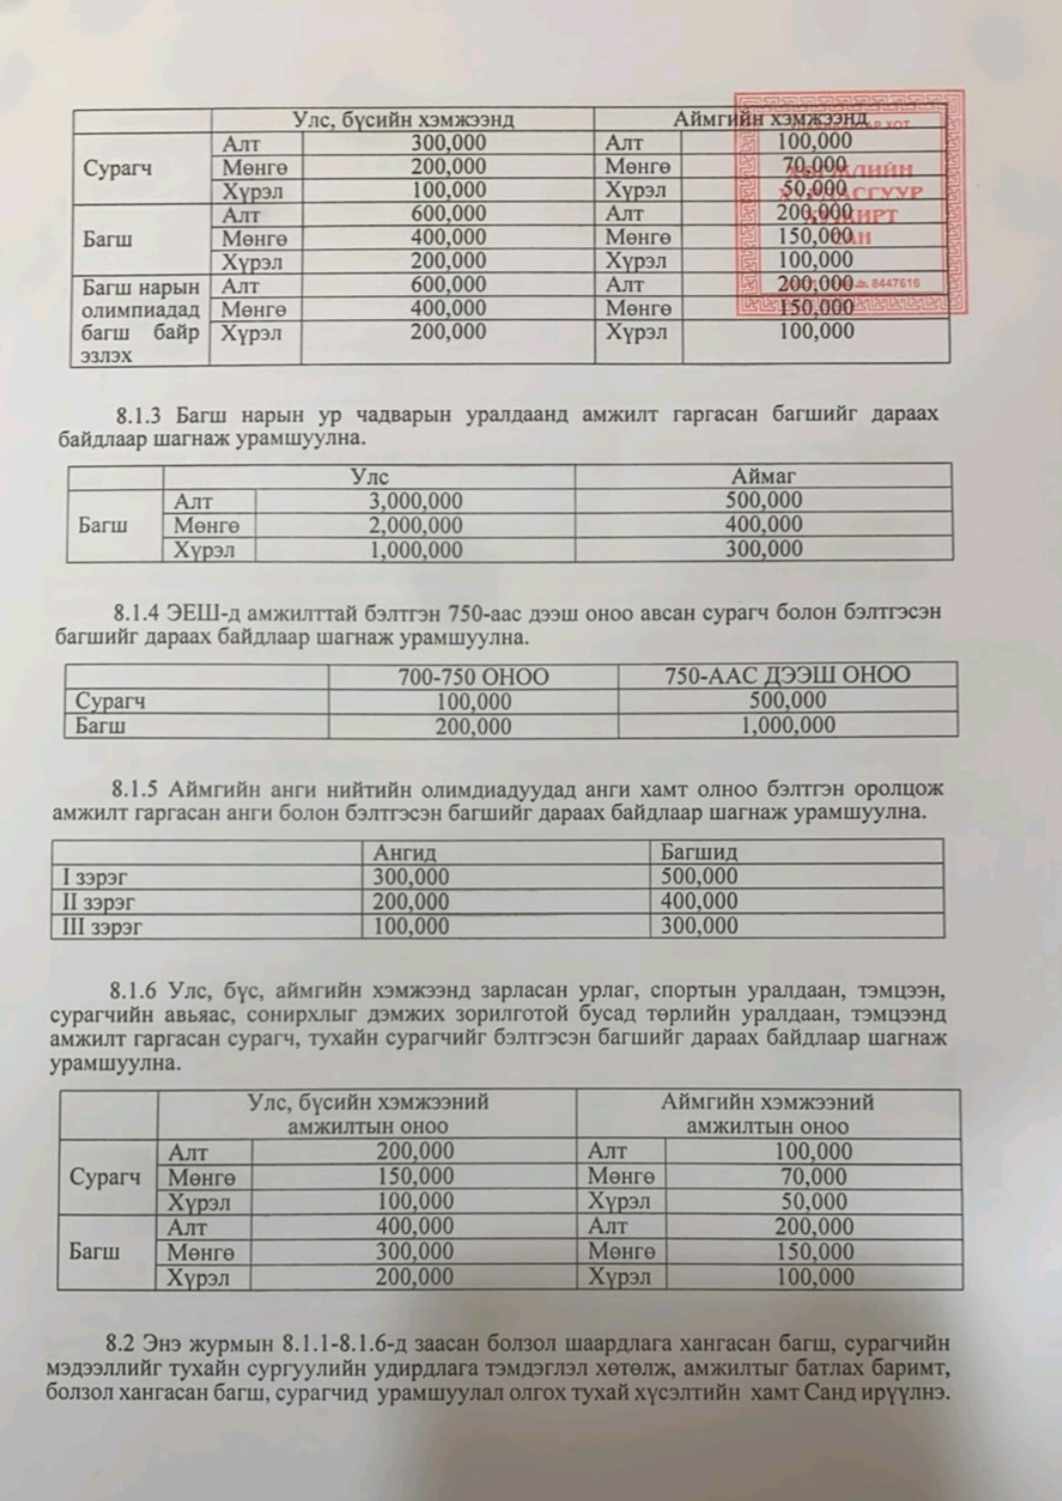 Улс, бүсийн хэмжээнд Аймгийн хэмжээнд
Сурагч Алт 300,000 Алт 100,000
Мөнгө 200,000 Мөнгө 70,000
Хүрэл 100,000 Хүрэл 50,000
Багш Алт 600,000 Алт 200,000
Мөнгө 400,000 Мөнгө 150,000
Хүрэл 200,000 Хүрэл 100,000
Багш нарын Алт 600,000 Алт 200,000
олимпиадад Мөнгө 400,000 Мөнгө 150,000
багш байр Хүрэл 200,000 Хүрэл 100,000
эзлэх
ХОТ
САН
8447616
8.1.3 Багш нарын ур чадварын уралдаанд амжилт гаргасан багшийг дараах
байдлаар шагнаж урамшуулна.
Улс Аймаг
Багш Алт 3,000,000 500,000
Мөнгө 2,000,000 400,000
Хүрэл 1,000,000 300,000
8.1.4 ЭЕШ-д амжилттай бэлтгэн 750-аас дээш оноо авсан сурагч болон бэлтгэсэн
багшийг дараах байдлаар шагнаж урамшуулна.
700-750 ОНОО 750-ААС ДЭЭШ ОНОО
Сурагч 100,000 500,000
Багш 200,000 1,000,000
8.1.5 Аймгийн анги нийтийн олимдиадуудад анги хамт олноо бэлтгэн оролцож
амжилт гаргасан анги болон бэлтгэсэн багшийг дараах байдлаар шагнаж урамшуулна.
Ангид Багшид
I зэрэг 300,000 500,000
II зэрэг 200,000 400,000
III зэрэг 100,000 300,000
8.1.6 Улс, бүс, аймгийн хэмжээнд зарласан урлаг, спортын уралдаан, тэмцээн,
сурагчийн авьяас, сонирхлыг дэмжих зорилготой бусад төрлийн уралдаан, тэмцээнд
амжилт гаргасан сурагч, тухайн сурагчийг бэлтгэсэн багшийг дараах байдлаар шагнаж
урамшуулна.
Улс, бүсийн хэмжээний Аймгийн хэмжээний
амжилтын оноо амжилтын оноо
Сурагч Алт 200,000 Алт 100,000
Мөнгө 150,000 Мөнгө 70,000
Хүрэл 100,000 Хүрэл 50,000
Багш Алт 400,000 Алт 200,000
Мөнгө 300,000 Мөнгө 150,000
Хүрэл 200,000 Хүрэл 100,000
8.2 Энэ журмын 8.1.1-8.1.6-д заасан болзол шаардлага хангасан багш, сурагчийн
мэдээллийг тухайн сургуулийн удирдлага тэмдэглэл хөтөлж, амжилтыг батлах баримт,
болзол хангасан багш, сурагчид урамшуулал олгох тухай хүсэлтийн хамт Санд ирүүлнэ.